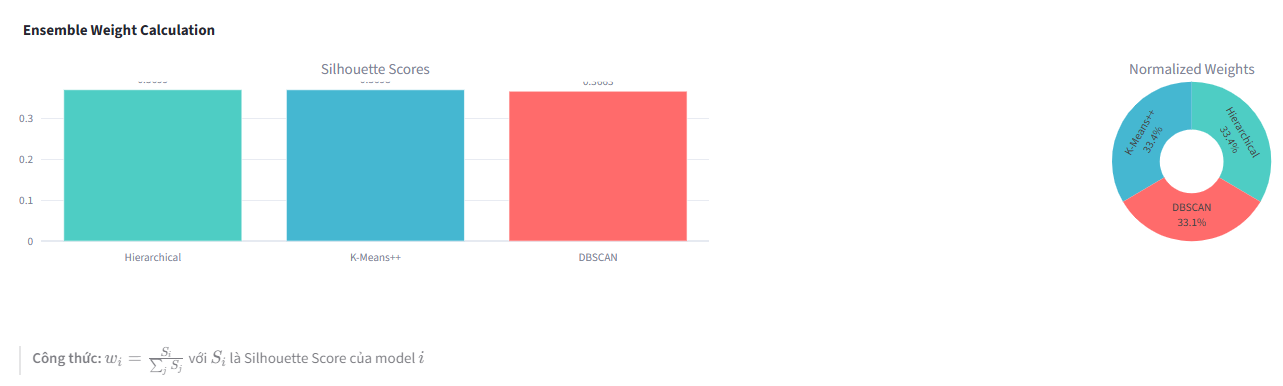 Ensemble Weight Calculation
Silhouette Scores
0.3
0.2
0.1
0
Hierarchical
K-Means++
DBSCAN
Normalized Weights
K-Means++
33.4%
Hierarchical
33.4%
DBSCAN
33.1%
Công thức: w_i = S_i / ∑_j S_j với S_i là Silhouette Score của model i